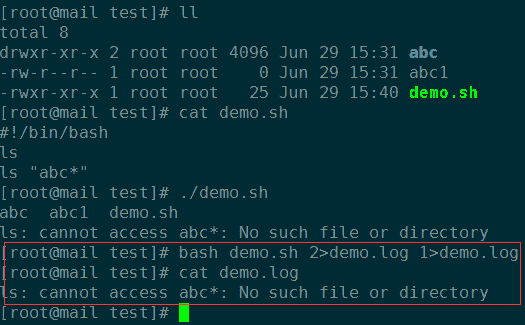 [root@mail test]# ll
total 8
drwxr-xr-x 2 root root 4096 Jun 29 15:31 abc
-rw-r--r-- 1 root root    0 Jun 29 15:31 abc1
-rwxr-xr-x 1 root root   25 Jun 29 15:40 demo.sh
[root@mail test]# cat demo.sh
#!/bin/bash
ls
ls "abc*"
[root@mail test]# ./demo.sh
abc  abc1  demo.sh
ls: cannot access abc*: No such file or directory
[root@mail test]# bash demo.sh 2>demo.log 1>demo.log
[root@mail test]# cat demo.log
ls: cannot access abc*: No such file or directory
[root@mail test]#